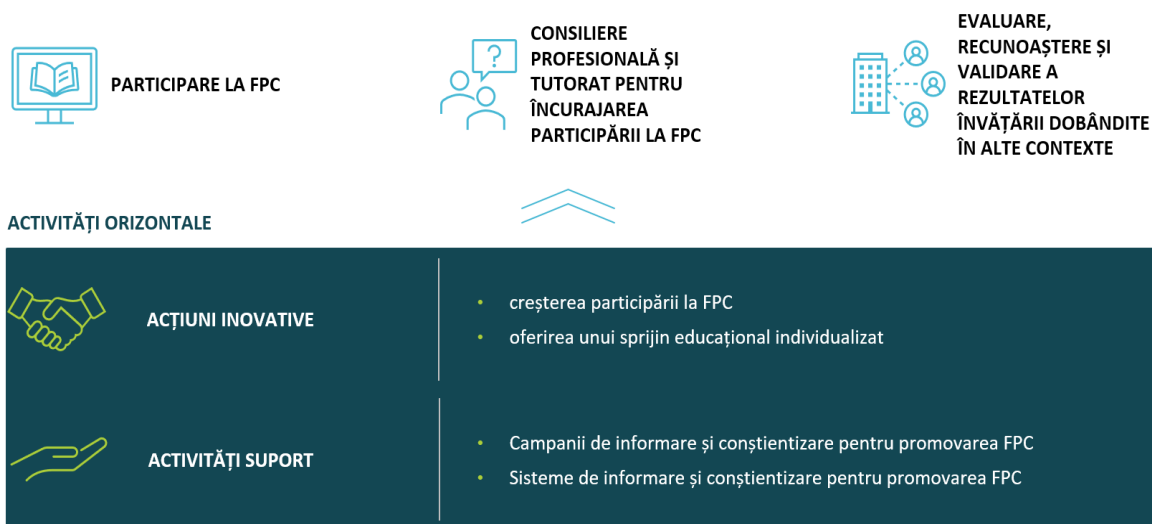 PARTICIPARE LA FPC
CONSILIERE
PROFESIONALĂ ȘI
TUTORAT PENTRU
ÎNCURAJAREA
PARTICIPĂRII LA FPC
EVALUARE,
RECUNOAȘTERE ȘI
VALIDARE A
REZULTATELOR
ÎNVĂȚĂRII DOBÂNDITE
ÎN ALTE CONTEXTE
ACTIVITĂȚI ORIZONTALE
ACȚIUNI INOVATIVE
• creșterea participării la FPC
• oferirea unui sprijin educațional individualizat
ACTIVITĂȚI SUPORT
• Campanii de informare și conștientizare pentru promovarea FPC
• Sisteme de informare și conștientizare pentru promovarea FPC